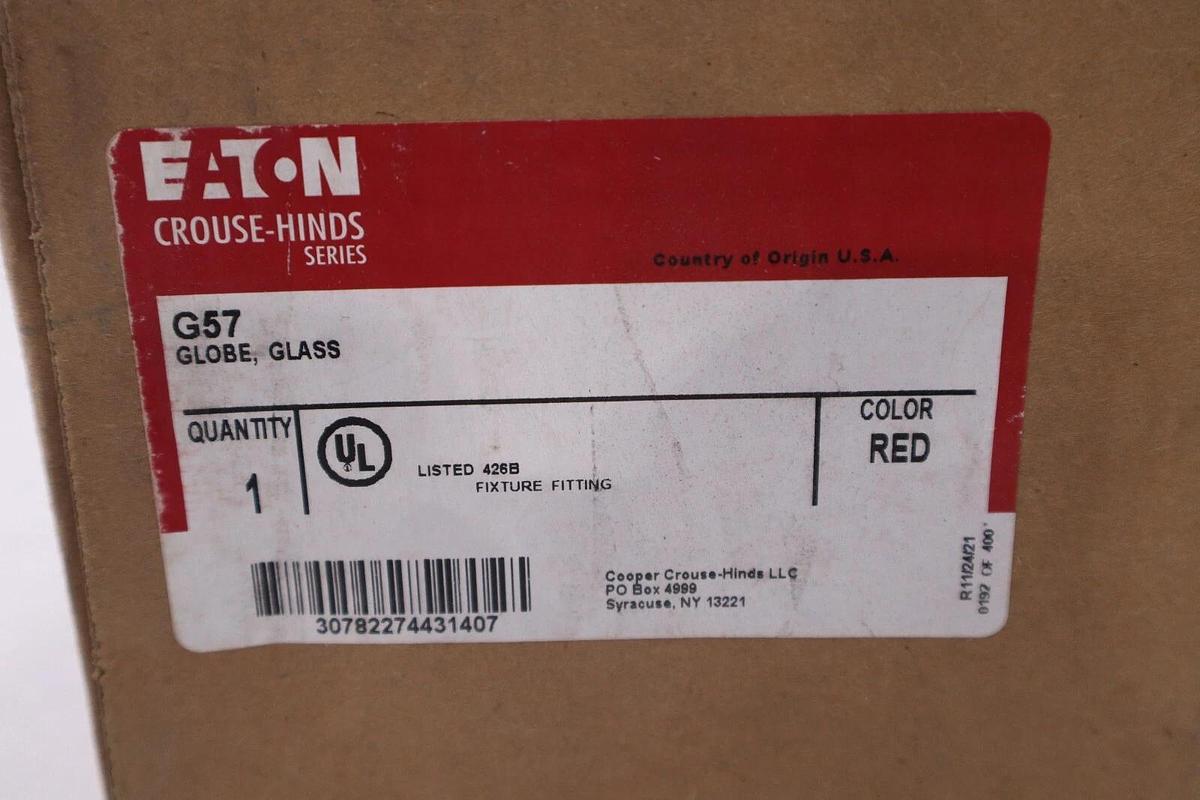 EATON
CROUSE-HINDS
SERIES
Country of Origin U.S.A.
G57
GLOBE, GLASS
QUANTITY
1
UL
LISTED 426B
FIXTURE FITTING
COLOR
RED
30782274431407
Cooper Crouse-Hinds LLC
PO Box 4999
Syracuse, NY 13221
R11/24/21
0192 OF 400